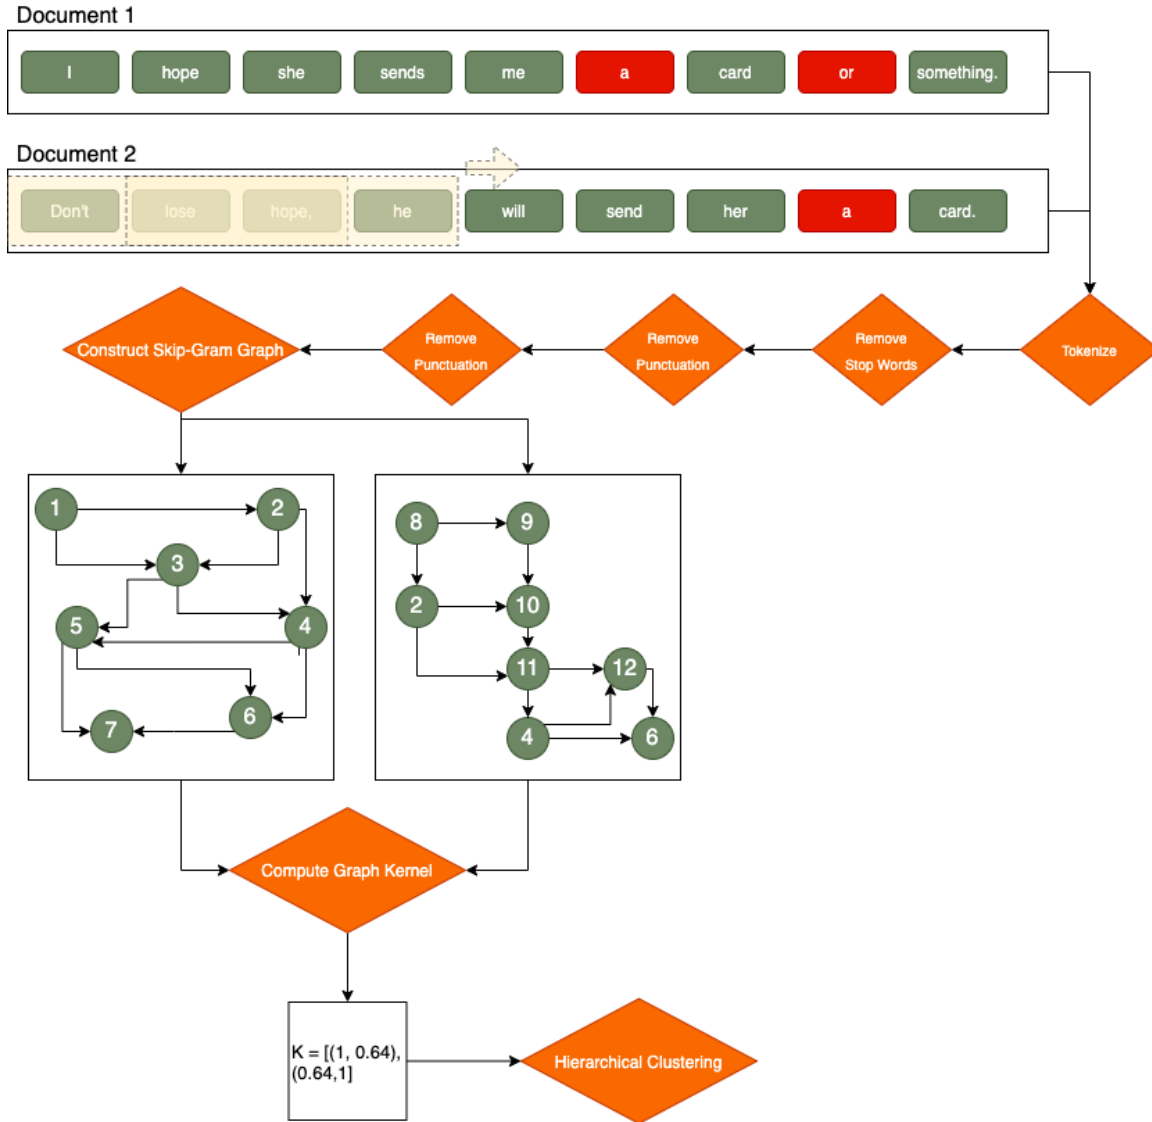 Document 1
I hope she sends me a card or something.
Document 2
Don't lose hope, he will send her a card.
Construct Skip-Gram Graph
Remove
Punctuation
Remove
Punctuation
Remove
Stop Words
Tokenize
1
2
3
5
4
6
7
8
9
2
10
11
12
4
6
Compute Graph Kernel
K = [(1, 0.64),
(0.64,1]
Hierarchical Clustering